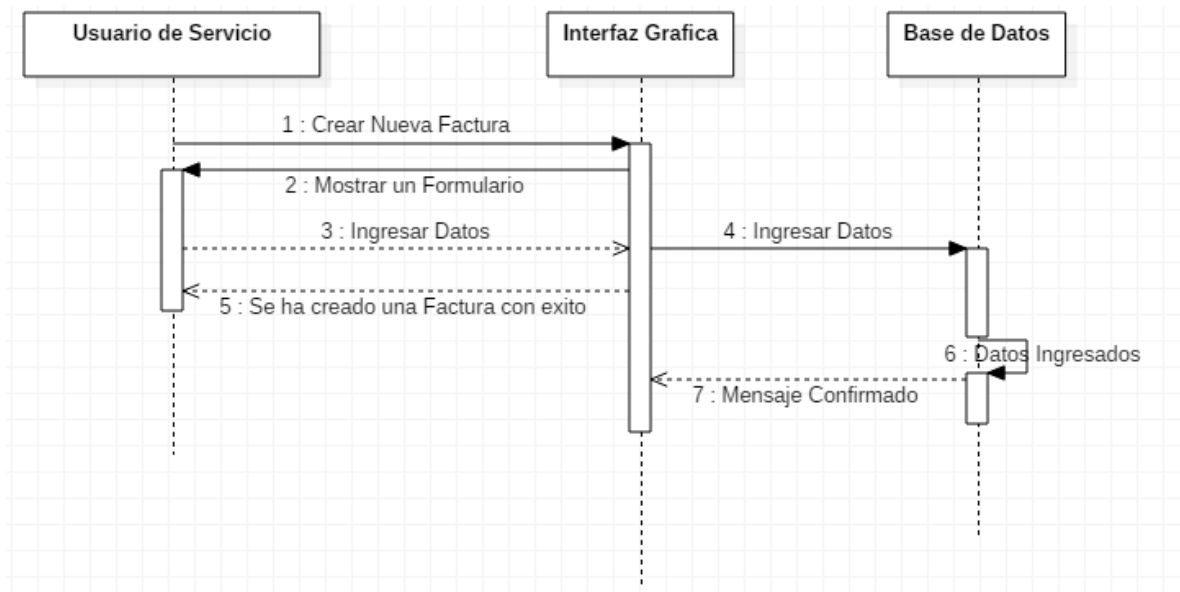 Usuario de Servicio
Interfaz Grafica
Base de Datos
1 : Crear Nueva Factura
2 : Mostrar un Formulario
3 : Ingresar Datos
4 : Ingresar Datos
5 : Se ha creado una Factura con exito
6 : Datos Ingresados
7 : Mensaje Confirmado